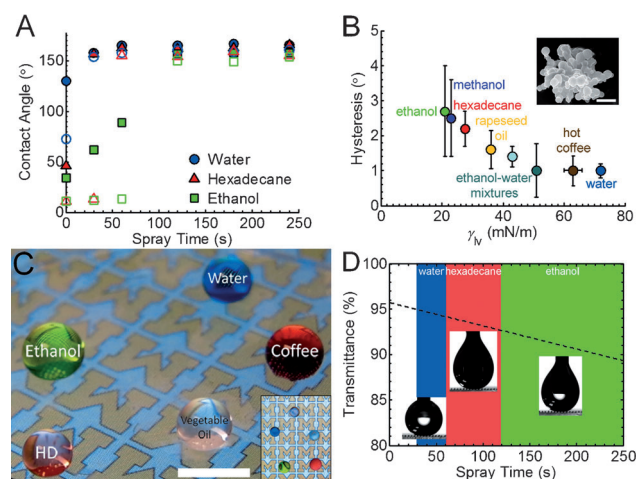 A
Contact Angle (°)
150
100
50
0
0 50 100 150 200 250
Spray Time (s)
Water
Hexadecane
Ethanol
B
Hysteresis (°)
5
4
3
2
1
0
0 20 40 60 80
γlv (mN/m)
ethanol
methanol
hexadecane
rapeseed
oil
ethanol-water
mixtures
hot
coffee
water
C
Water
Ethanol
Coffee
Vegetable
Oil
HD
D
Transmittance (%)
100
95
90
85
80
0 50 100 150 200 250
Spray Time (s)
water hexadecane ethanol